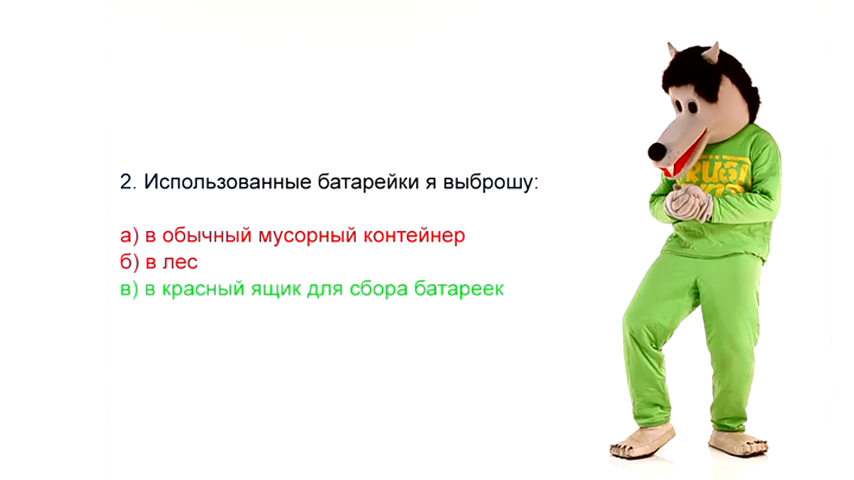 2. Использованные батарейки я выброшу:
а) в обычный мусорный контейнер
б) в лес
в) в красный ящик для сбора батареек